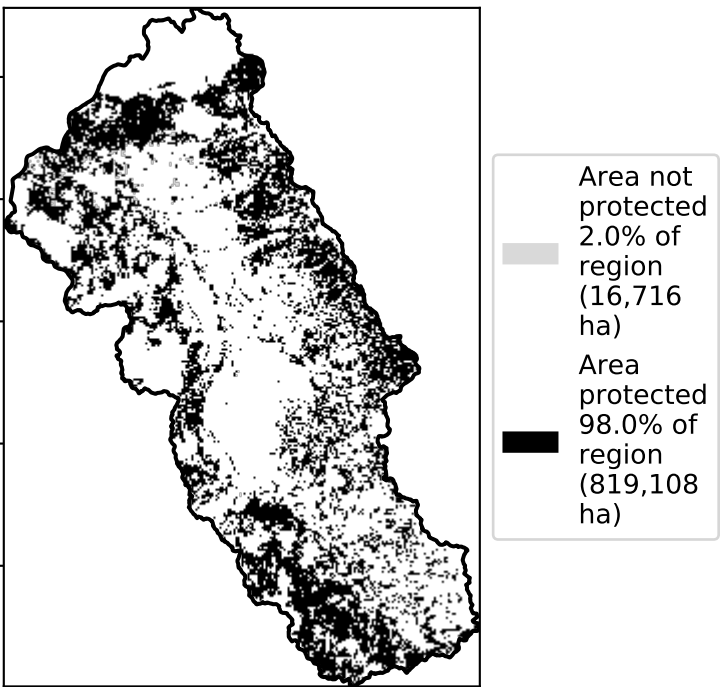 Area not
protected
2.0% of
region
(16,716
ha)
Area
protected
98.0% of
region
(819,108
ha)